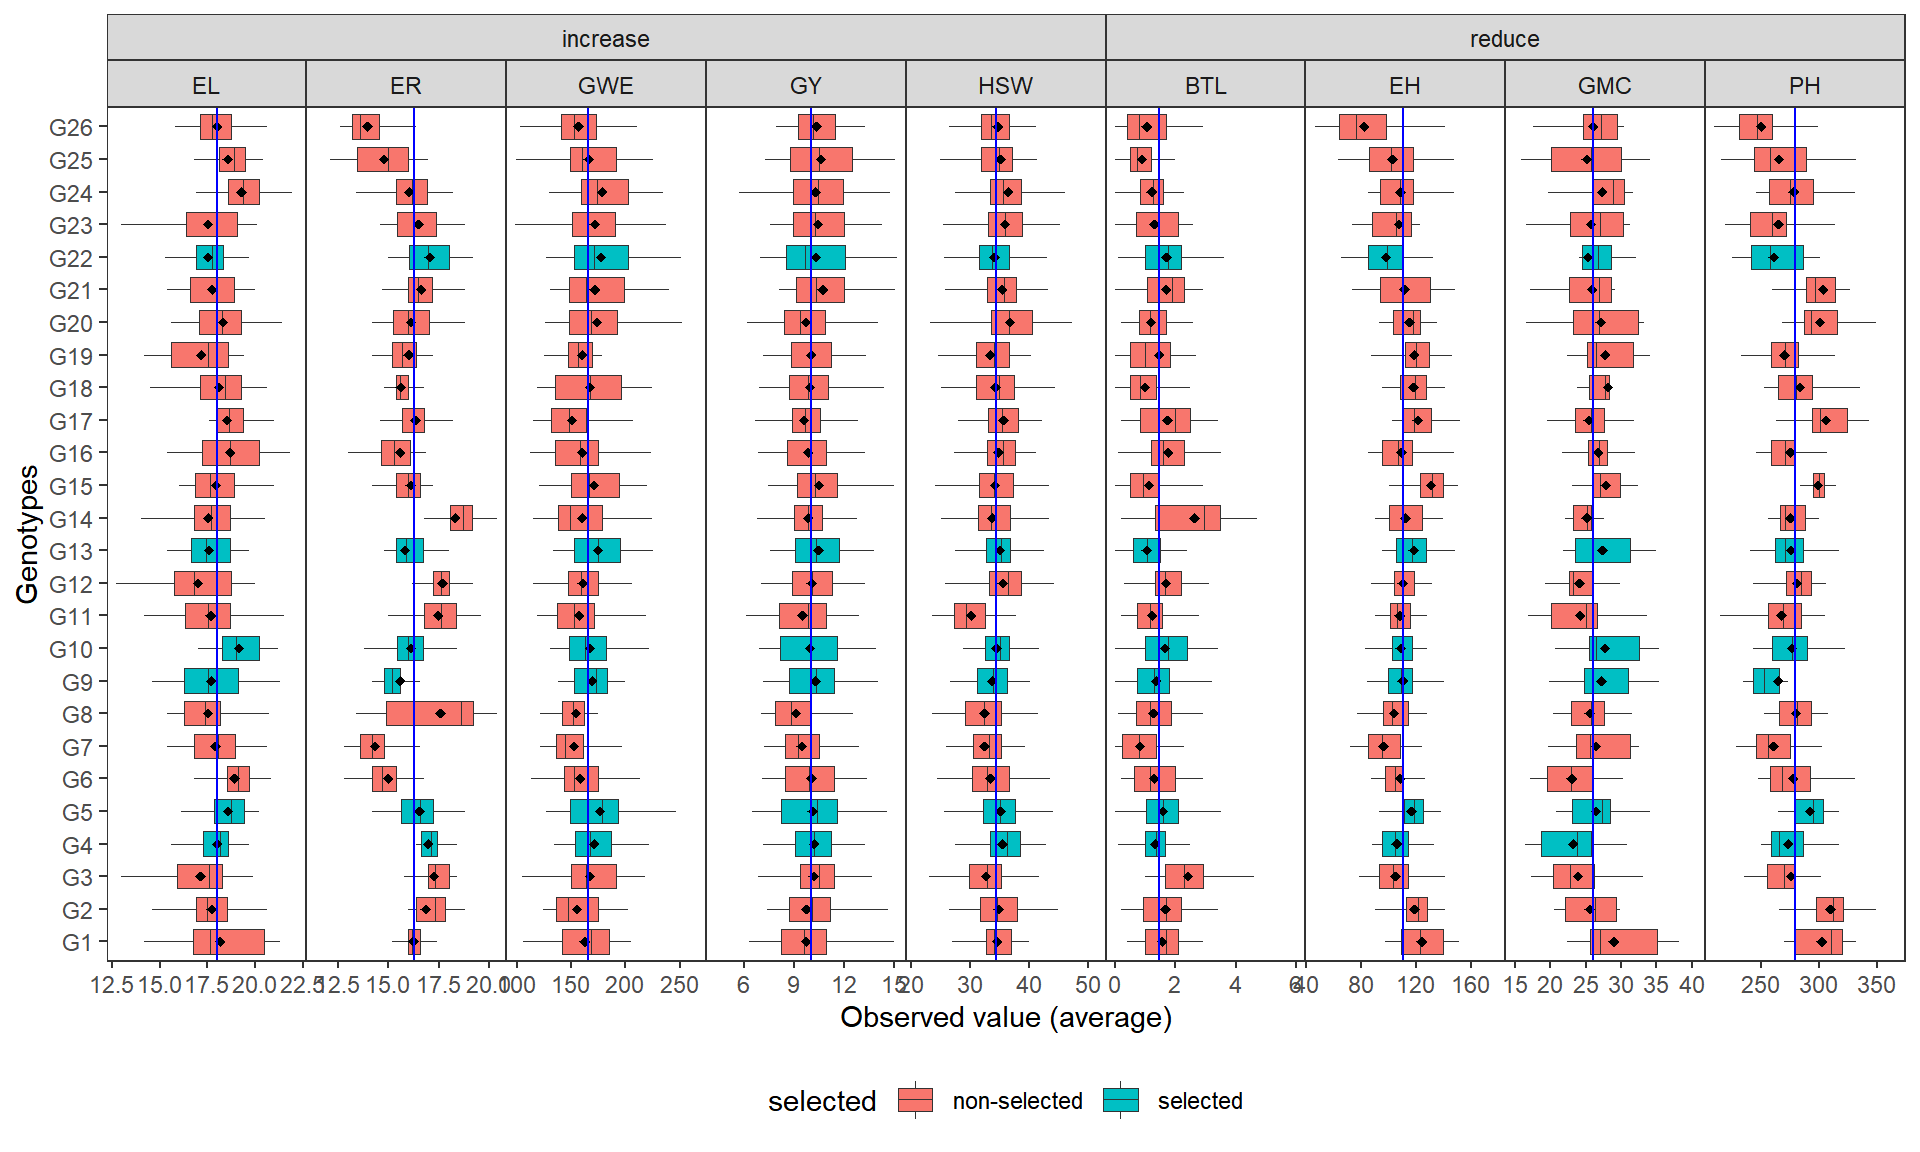 increase reduce
EL ER GWE GY HSW BTL EH GMC PH
G26
G25
G24
G23
G22
G21
G20
G19
G18
G17
G16
G15
G14
G13
G12
G11
G10
G9
G8
G7
G6
G5
G4
G3
G2
G1
Genotypes
12.5 15.0 17.5 20.0 22.5 12.5 15.0 17.5 20.0 100 150 200 250 6 9 12 15 20 30 40 50 0 2 4 6 40 80 120 160 15 20 25 30 35 40 250 300 350
Observed value (average)
selected non-selected selected